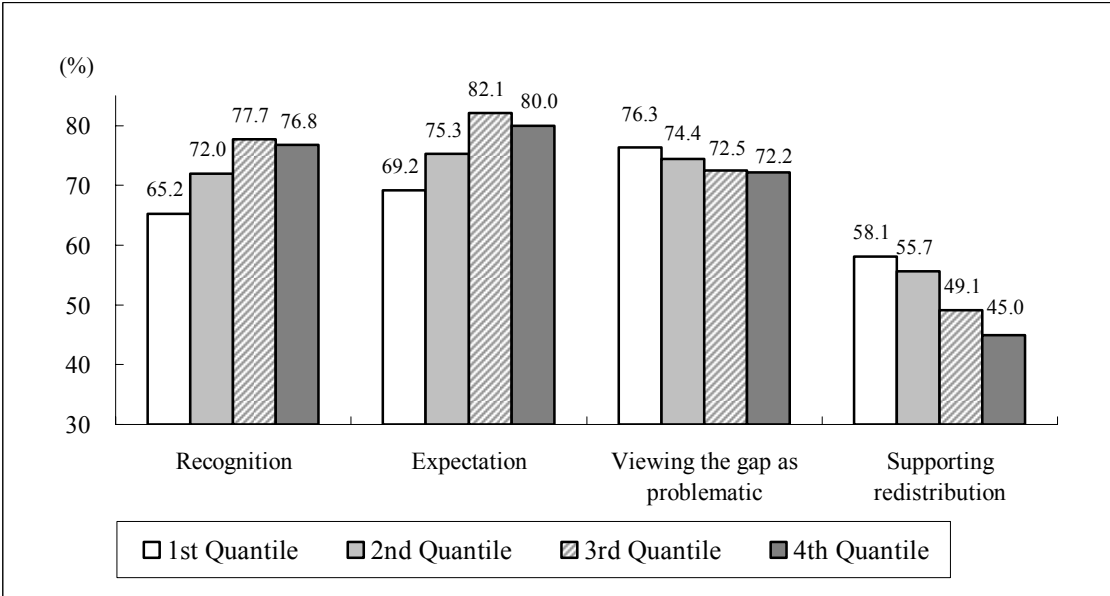 (%)
80
70
60
50
40
30
65.2
72.0
77.7
76.8
69.2
75.3
82.1
80.0
76.3
74.4
72.5
72.2
58.1
55.7
49.1
45.0
Recognition
Expectation
Viewing the gap as
problematic
Supporting
redistribution
1st Quantile
2nd Quantile
3rd Quantile
4th Quantile